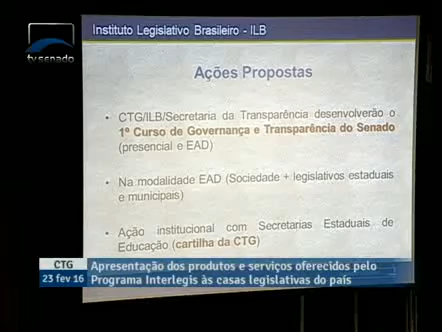 Instituto Legislativo Brasileiro - ILB
tv senado
Ações Propostas
• CTG/ILB/Secretaria da Transparência desenvolverão o
1º Curso de Governança e Transparência do Senado
(presencial e EAD)
• Na modalidade EAD (Sociedade + legislativos estaduais
e municipais)
• Ação institucional com Secretarias Estaduais de
Educação (cartilha da CTG)
CTG
23 fev 16
Apresentação dos produtos e serviços oferecidos pelo
Programa Interlegis às casas legislativas do país